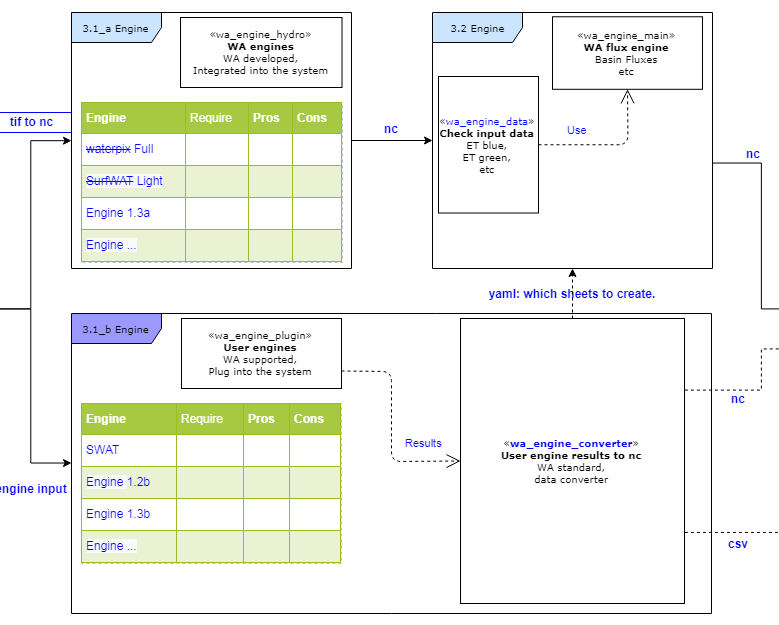 3.1_a Engine
«wa_engine_hydro»
WA engines
WA developed,
Integrated into the system
Engine Require Pros Cons
waterpix Full
SurfWAT Light
Engine 1.3a
Engine ...
tif to nc
nc
3.2 Engine
«wa_engine_main»
WA flux engine
Basin Fluxes
etc
«wa_engine_data»
Check input data
ET blue,
ET green,
etc
Use
nc
yaml: which sheets to create.
3.1_b Engine
«wa_engine_plugin»
User engines
WA supported,
Plug into the system
Engine Require Pros Cons
SWAT
Engine 1.2b
Engine 1.3b
Engine ...
engine input
Results
«wa_engine_converter»
User engine results to nc
WA standard,
data converter
nc
csv